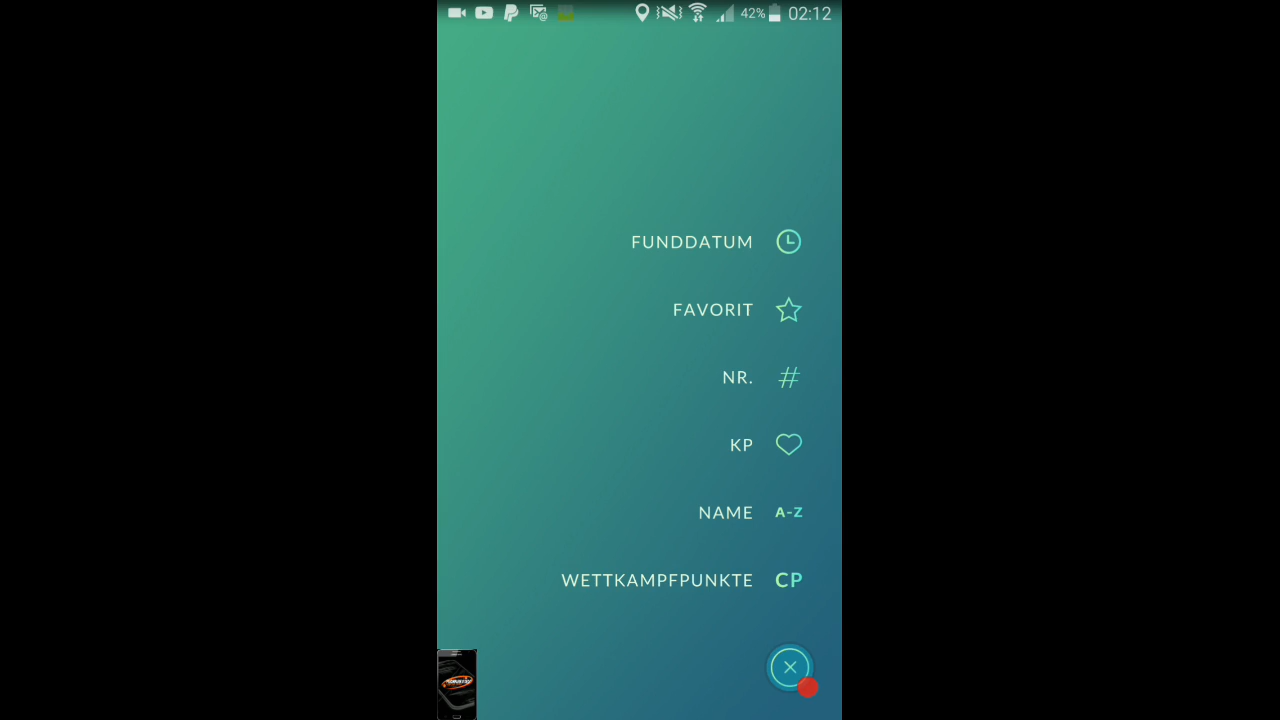 42% 02:12
FUNDDATUM
FAVORIT
NR. #
KP
NAME A-Z
WETTKAMPFPUNKTE CP